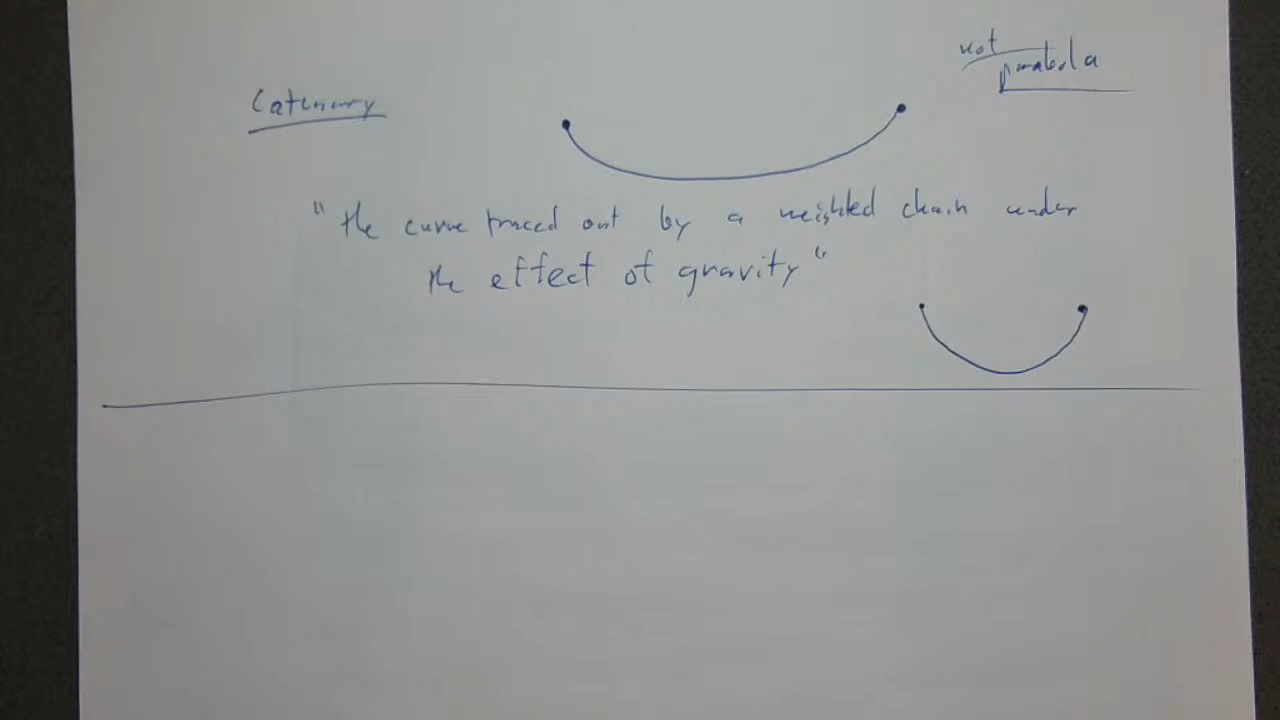 not
parabola
Catenary
"the curve traced out by a weighted chain under
the effect of gravity"